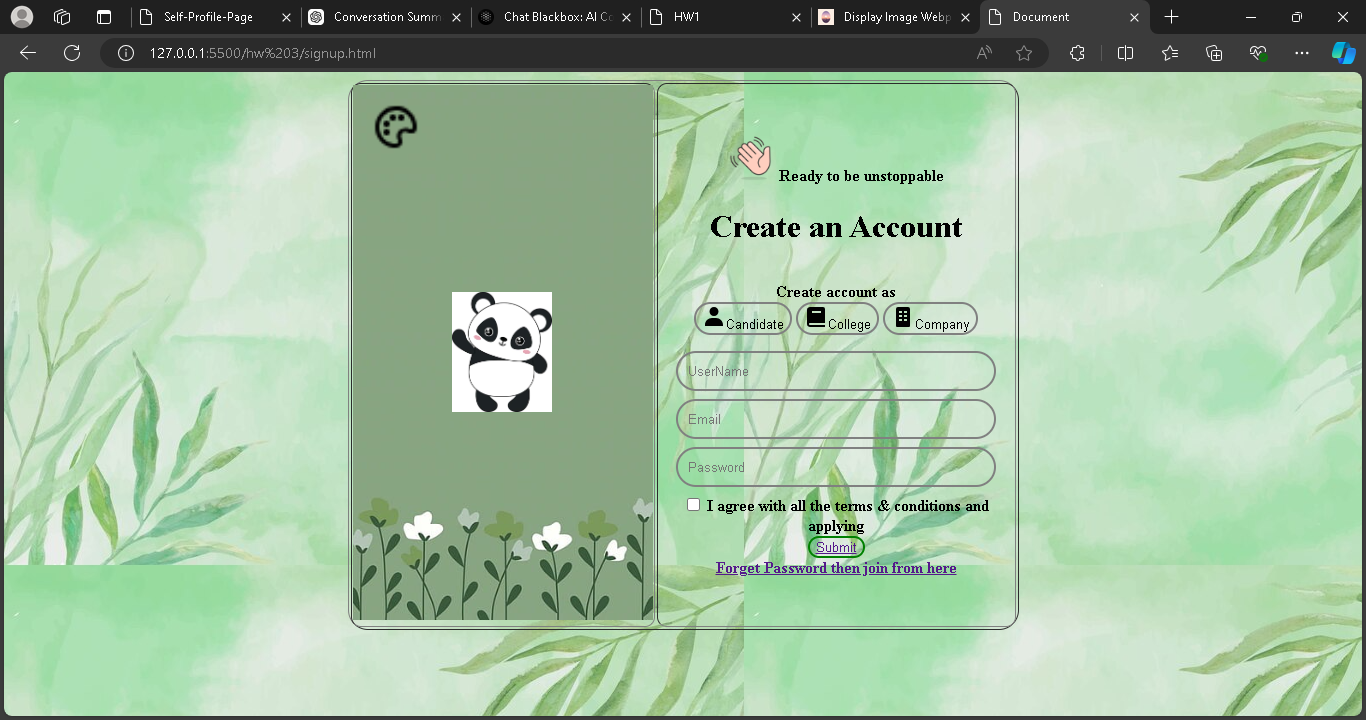 Self-Profile-Page
Conversation Summ
Chat Blackbox: AI Co
HW1
Display Image Webp
Document
127.0.0.1:5500/hw%203/signup.html
Ready to be unstoppable
Create an Account
Create account as
Candidate College Company
UserName
Email
Password
I agree with all the terms & conditions and
applying
Submit
Forget Password then join from here